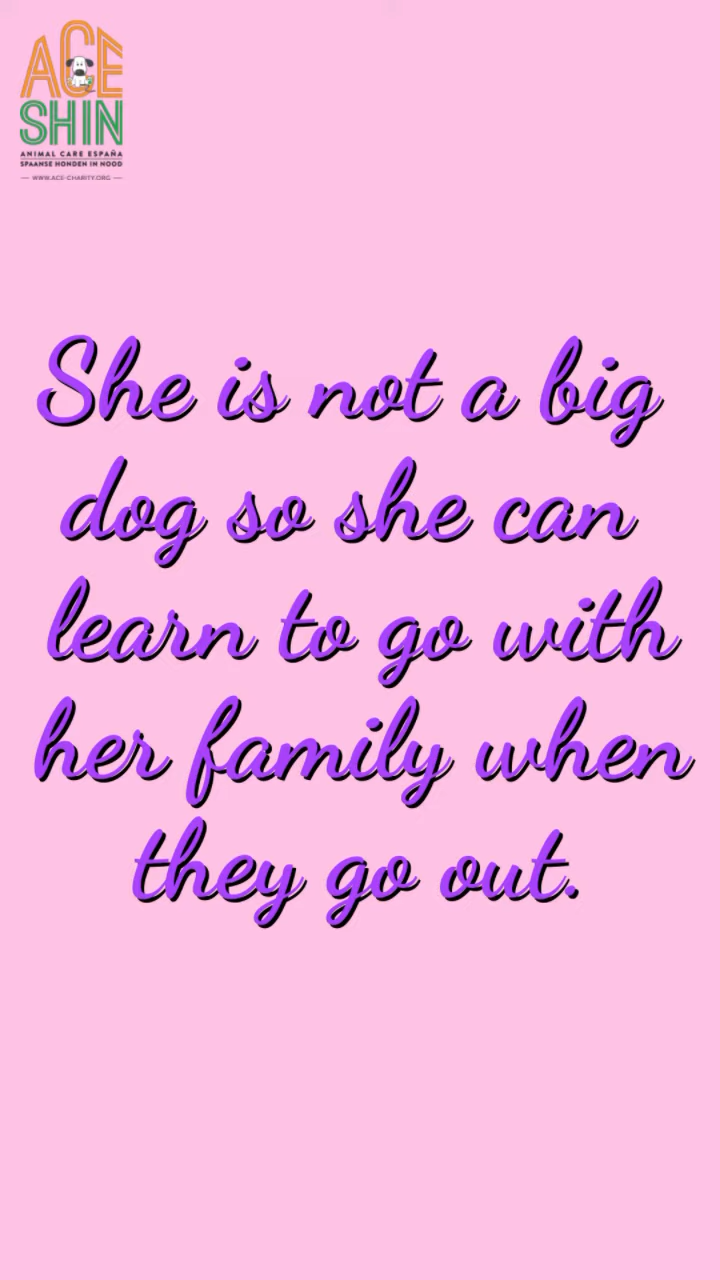 ACE
SHIN
ANIMAL CARE ESPAÑA
SPAANSE HONDEN IN NOOD
WWW.ACE-CHARITY.ORG
She is not a big
dog so she can
learn to go with
her family when
they go out.